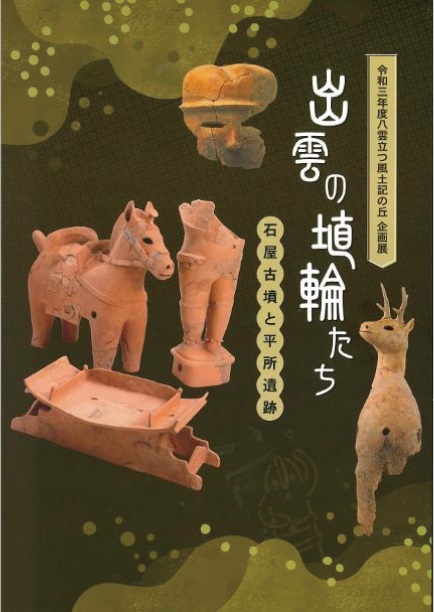 令和三年度八雲立つ風土記の丘 企画展
出雲の埴輪たち
石屋古墳と平所遺跡